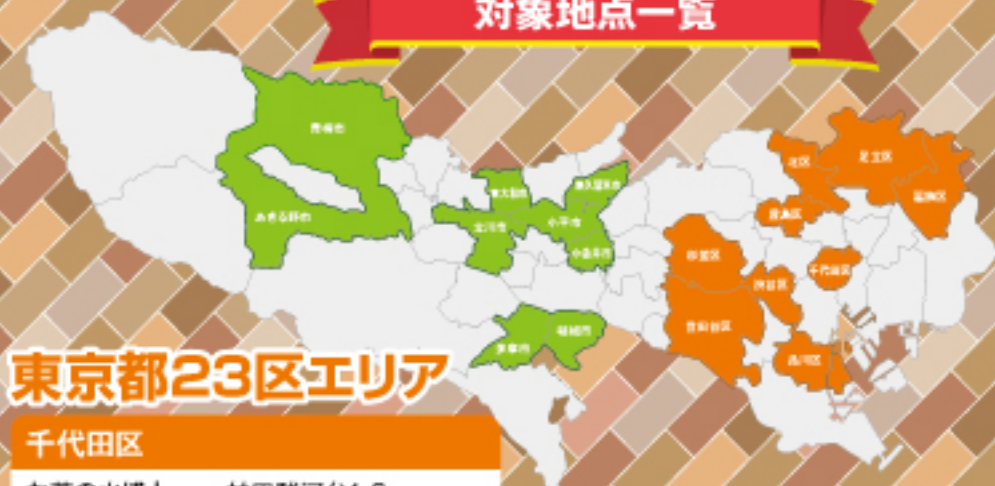 対象地点一覧
青梅市
あきる野市
東大和市
東久留米市
立川市
小平市
小金井市
稲城市
多摩市
北区
足立区
葛飾区
豊島区
杉並区
渋谷区
千代田区
世田谷区
品川区
東京都23区エリア
千代田区